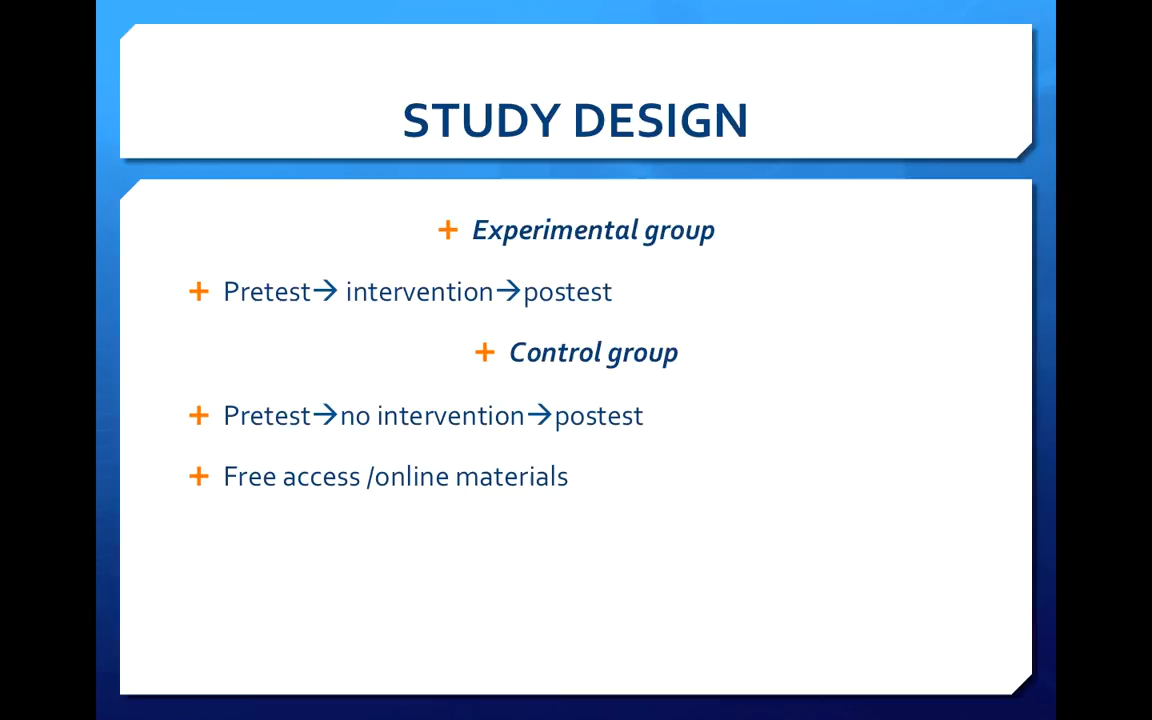 STUDY DESIGN
+ Experimental group
+ Pretest→ intervention→postest
+ Control group
+ Pretest→no intervention→postest
+ Free access /online materials